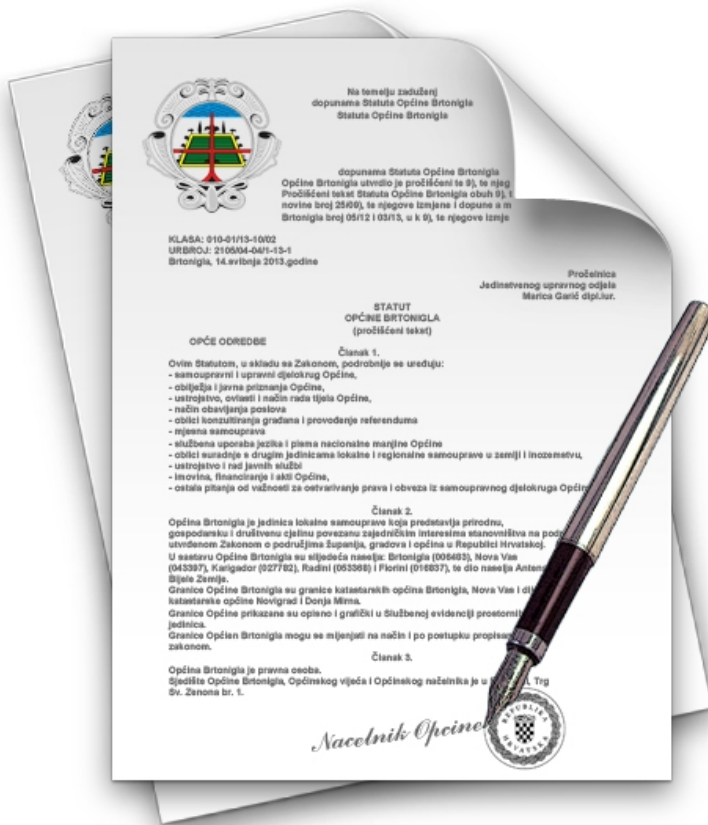 Na temelju zaduženj
dopunama Statuta Općine Brtonigla
Statuta Općine Brtonigla
dopunama Statuta Općine Brtonigla
Općine Brtonigla utvrdio je pročišćeni te 9), te njeg
Pročišćeni tekst Statuta Općine Brtonigla obuh 9), t
novine broj 25/09), te njegove izmjene i dopune a m
Brtonigla broj 05/12 i 03/13, u k 9), te njegove izmje
KLASA: 010-01/13-10/02
URBROJ: 2105/04-04/1-13-1
Brtonigla, 14.svibnja 2013.godine
Pročelnica
Jedinstvenog upravnog odjela
Marica Garić dipl.iur.
STATUT
OPĆINE BRTONIGLA
(pročišćeni tekst)
OPĆE ODREDBE
Članak 1.
Ovim Statutom, u skladu sa Zakonom, podrobnije se uređuju:
- samoupravni i upravni djelokrug Općine,
- obilježja i javna priznanja Općine,
- ustrojstvo, ovlasti i način rada tijela Općine,
- način obavljanja poslova
- oblici konzultiranja građana i provođenje referenduma
- mjesna samouprava
- službena uporaba jezika i pisma nacionalne manjine Općine
- oblici suradnje s drugim jedinicama lokalne i regionalne samouprave u zemlji i inozemstvu,
- ustrojstvo i rad javnih službi
- imovina, financiranje i akti Općine,
- ostala pitanja od važnosti za ostvarivanje prava i obveza iz samoupravnog djelokruga Općin
Članak 2.
Općina Brtonigla je jedinica lokalne samouprave koja predstavlja prirodnu,
gospodarsku i društvenu cjelinu povezanu zajedničkim interesima stanovništva na podr
utvrđenom Zakonom o područjima županija, gradova i općina u Republici Hrvatskoj.
U sastavu Općine Brtonigla su slijedeća naselja: Brtonigla (006483), Nova Vas
(043397), Karigador (027782), Radini (053368) i Fiorini (016837), te dio naselja Anten
Bijele Zemlje.
Granice Općine Brtonigla su granice katastarskih općina Brtonigla, Nova Vas i di
katastarske općine Novigrad i Donja Mirna.
Granice Općine prikazane su opisno i grafički u Službenoj evidenciji prostornih
jedinica.
Granice Općien Brtonigla mogu se mijenjati na način i po postupku propisa
zakonom.
Članak 3.
Općina Brtonigla je pravna osoba.
Sjedište Općine Brtonigla, Općinskog vijeća i Općinskog načelnika je u Trg
Sv. Zenona br. 1.
Nacelnik Opcine
REPUBLIKA HRVATSKA